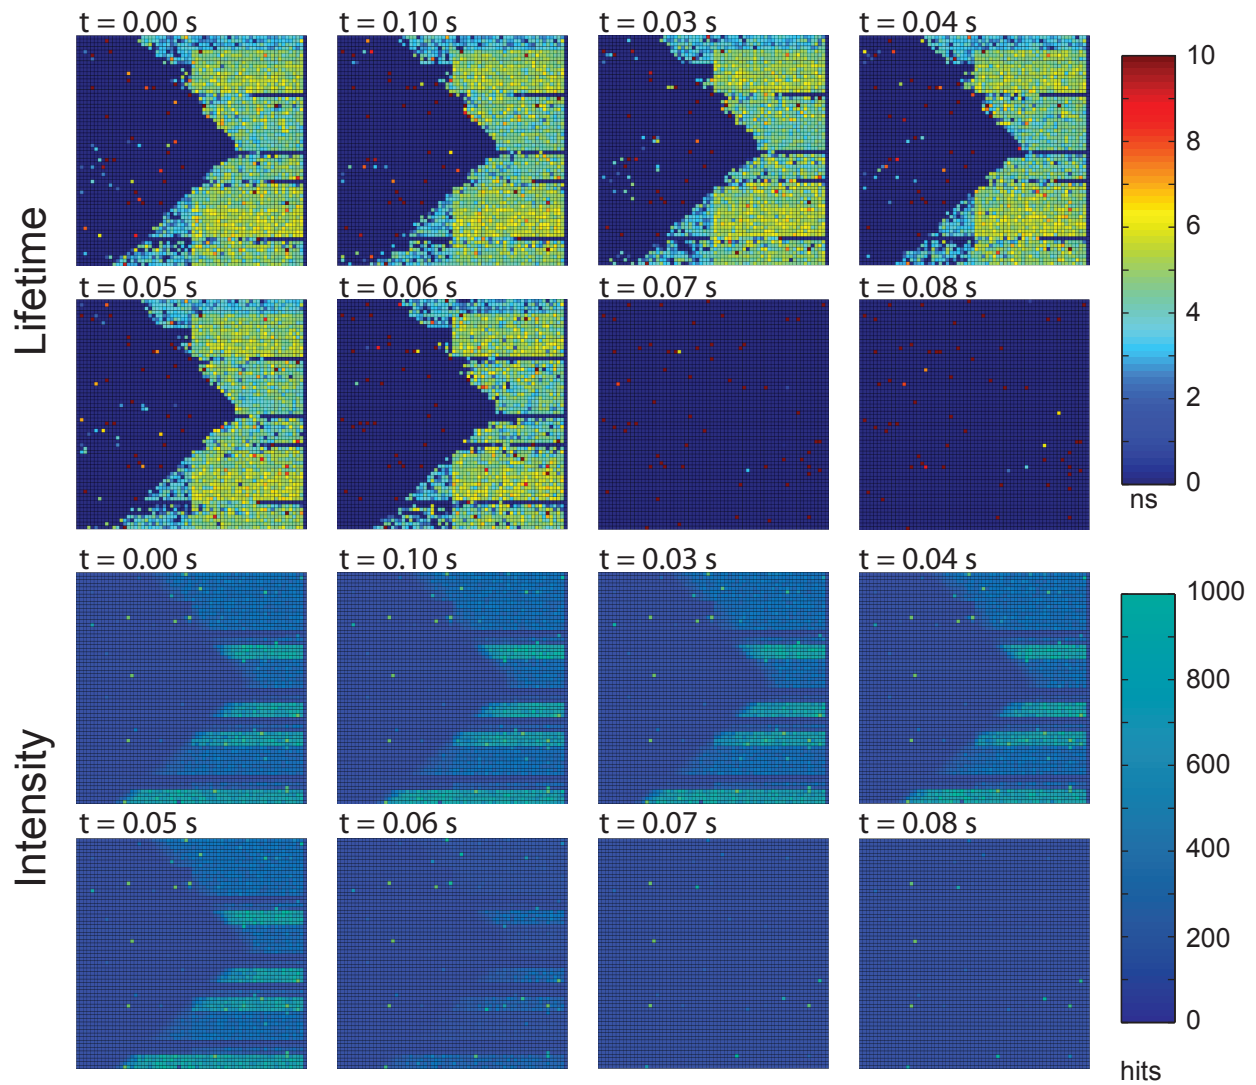 t = 0.00 s t = 0.10 s t = 0.03 s t = 0.04 s
10
8
6
4
2
0
ns
Lifetime
t = 0.05 s t = 0.06 s t = 0.07 s t = 0.08 s
t = 0.00 s t = 0.10 s t = 0.03 s t = 0.04 s
1000
800
600
400
200
0
hits
Intensity
t = 0.05 s t = 0.06 s t = 0.07 s t = 0.08 s